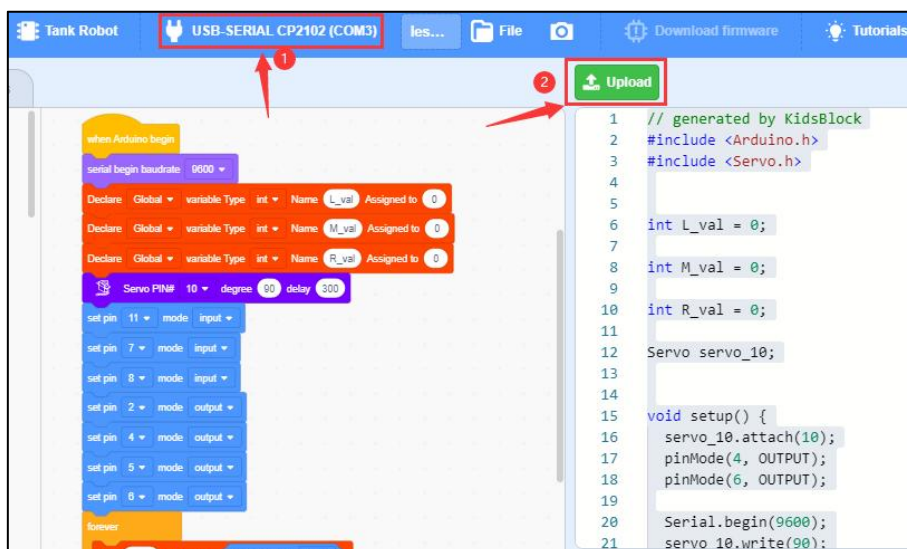 Tank Robot
USB-SERIAL CP2102 (COM3)
les...
File
Download firmware
Tutorials
1
2
Upload
when Arduino begin
serial begin baudrate 9600
Declare Global variable Type int Name L_val Assigned to 0
Declare Global variable Type int Name M_val Assigned to 0
Declare Global variable Type int Name R_val Assigned to 0
Servo PIN# 10 degree 90 delay 300
set pin 11 mode input
set pin 7 mode input
set pin 8 mode input
set pin 2 mode output
set pin 4 mode output
set pin 5 mode output
set pin 6 mode output
forever
1 // generated by KidsBlock
2 #include <Arduino.h>
3 #include <Servo.h>
4
5
6 int L_val = 0;
7
8 int M_val = 0;
9
10 int R_val = 0;
11
12 Servo servo_10;
13
14
15 void setup() {
16 servo_10.attach(10);
17 pinMode(4, OUTPUT);
18 pinMode(6, OUTPUT);
19
20 Serial.begin(9600);
21 servo_10.write(90);